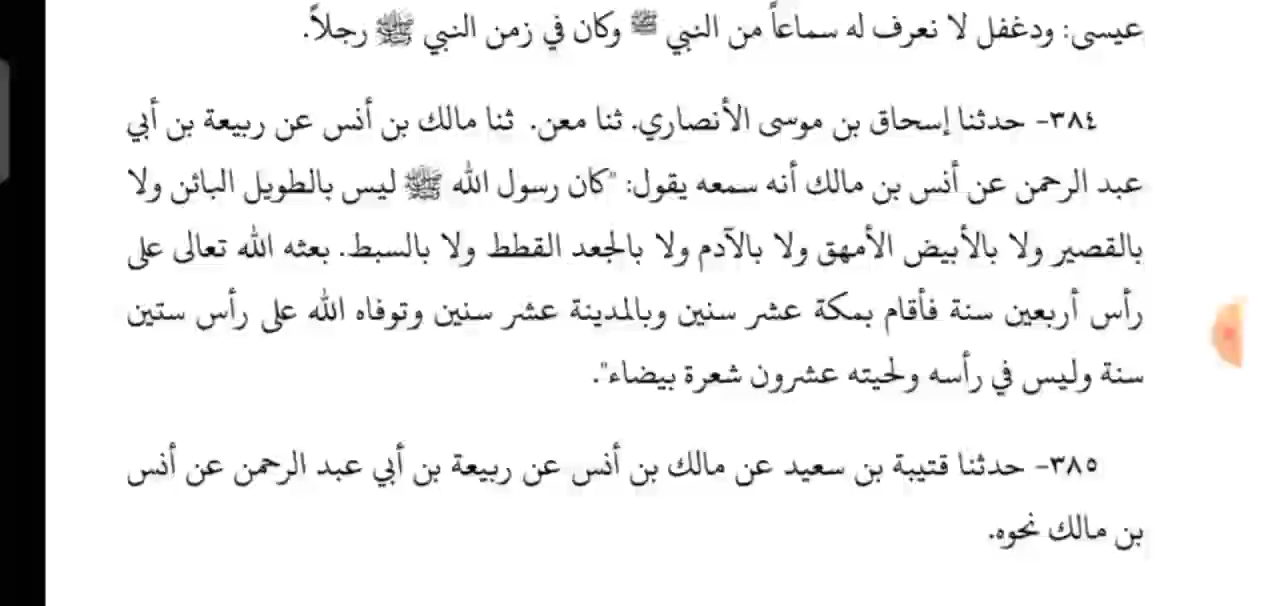 عيسى: ودغفل لا نعرف له سماعاً من النبي ﷺ وكان في زمن النبي ﷺ رجلاً.
٣٨٤- حدثنا إسحاق بن موسى الأنصاري. ثنا معن. ثنا مالك بن أنس عن ربيعة بن أبي
عبد الرحمن عن أنس بن مالك أنه سمعه يقول: "كان رسول الله ﷺ ليس بالطويل البائن ولا
بالقصير ولا بالأبيض الأمهق ولا بالآدم ولا بالجعد القطط ولا بالسبط. بعثه الله تعالى على
رأس أربعين سنة فأقام بمكة عشر سنين وبالمدينة عشر سنين وتوفاه الله على رأس ستين
سنة وليس في رأسه ولحيته عشرون شعرة بيضاء".
٣٨٥- حدثنا قتيبة بن سعيد عن مالك بن أنس عن ربيعة بن أبي عبد الرحمن عن أنس
بن مالك نحوه.